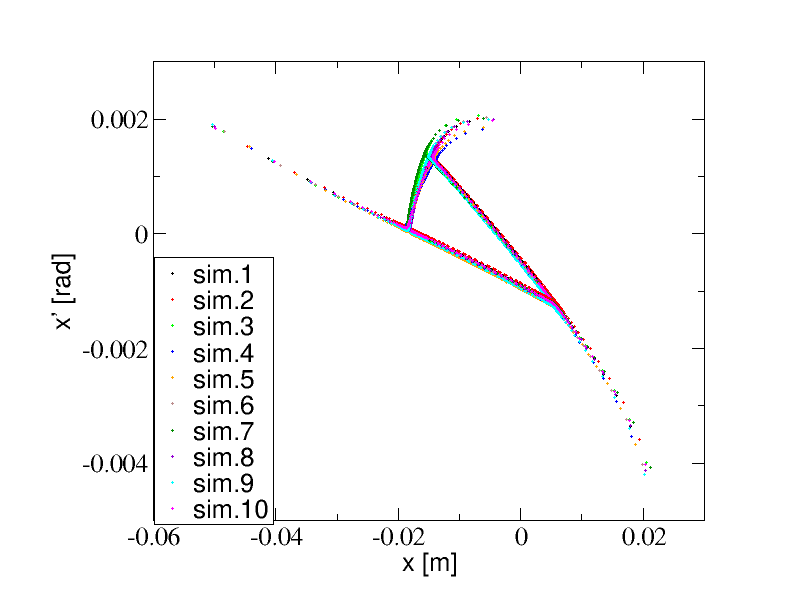 0.002
0
-0.002
-0.004
x' [rad]
sim.1
sim.2
sim.3
sim.4
sim.5
sim.6
sim.7
sim.8
sim.9
sim.10
-0.06 -0.04 -0.02 0 0.02
x [m]